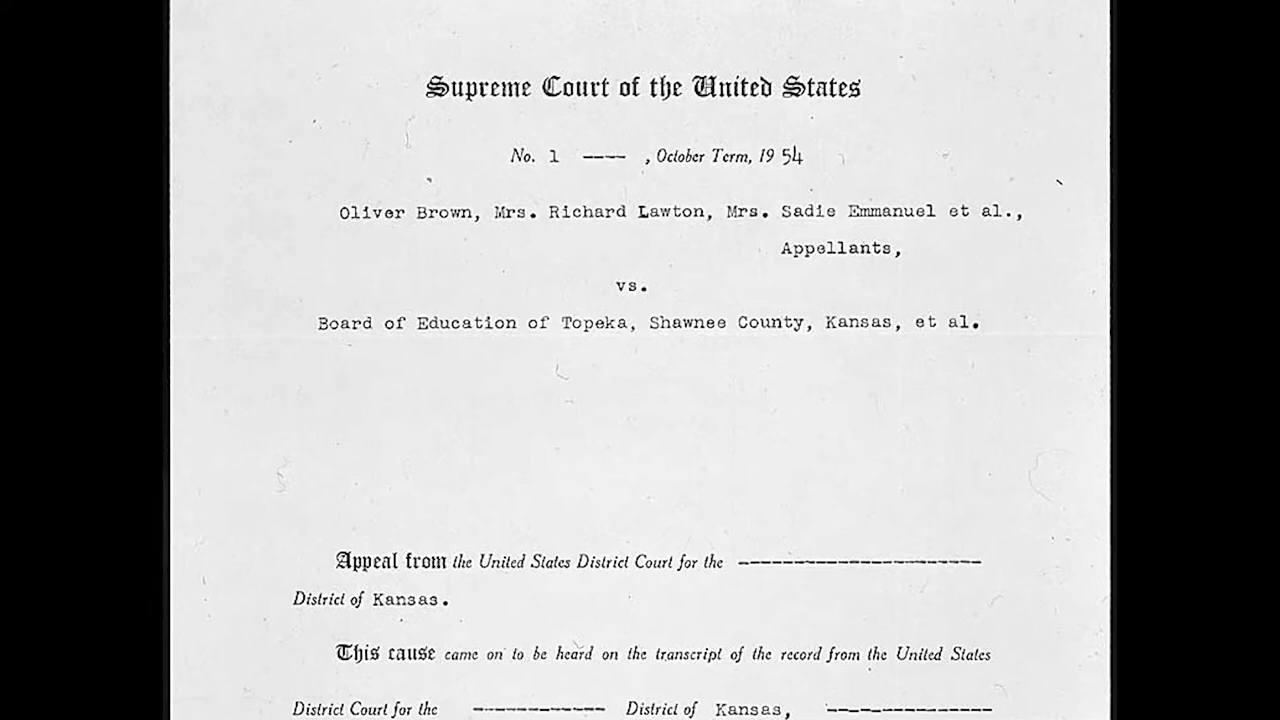 Supreme Court of the United States
No. 1 ---- , October Term, 19 54
Oliver Brown, Mrs. Richard Lawton, Mrs. Sadie Emmanuel et al.,
Appellants,
vs.
Board of Education of Topeka, Shawnee County, Kansas, et al.
Appeal from the United States District Court for the ----------------------
District of Kansas.
This cause came on to be heard on the transcript of the record from the United States
District Court for the ------------ District of Kansas, ---------------